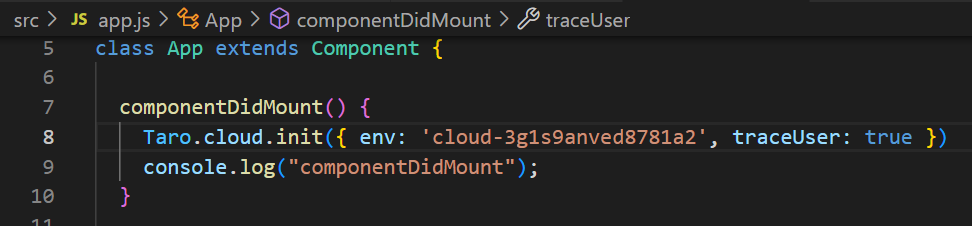 src > JS app.js > App > componentDidMount > traceUser
5 class App extends Component {
6
7 componentDidMount() {
8 Taro.cloud.init({ env: 'cloud-3g1s9anved8781a2', traceUser: true })
9 console.log("componentDidMount");
10 }
11